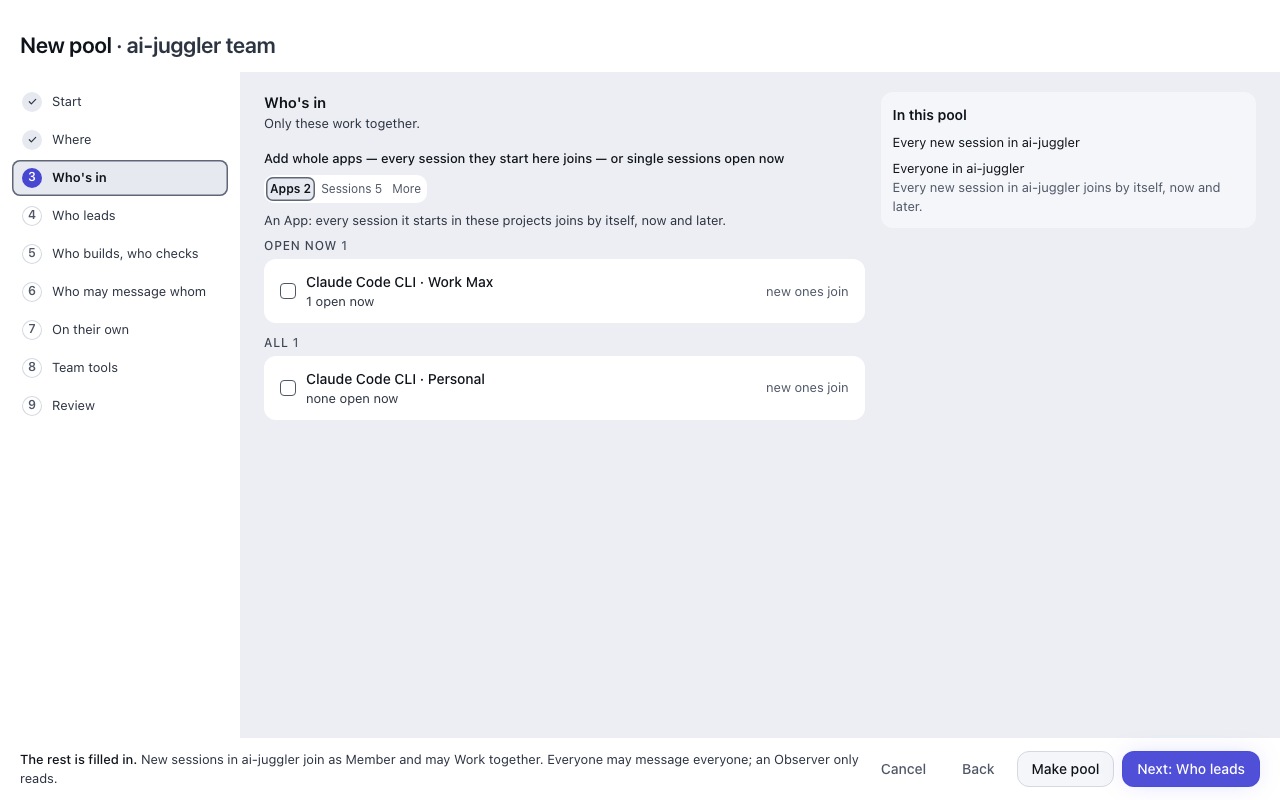 New pool · ai-juggler team
Start
Where
3 Who's in
4 Who leads
5 Who builds, who checks
6 Who may message whom
7 On their own
8 Team tools
9 Review
Who's in
Only these work together.
Add whole apps — every session they start here joins — or single sessions open now
Apps 2 Sessions 5 More
An App: every session it starts in these projects joins by itself, now and later.
OPEN NOW 1
Claude Code CLI · Work Max
1 open now
new ones join
ALL 1
Claude Code CLI · Personal
none open now
new ones join
In this pool
Every new session in ai-juggler
Everyone in ai-juggler
Every new session in ai-juggler joins by itself, now and
later.
The rest is filled in. New sessions in ai-juggler join as Member and may Work together. Everyone may message everyone; an Observer only
reads.
Cancel Back Make pool Next: Who leads